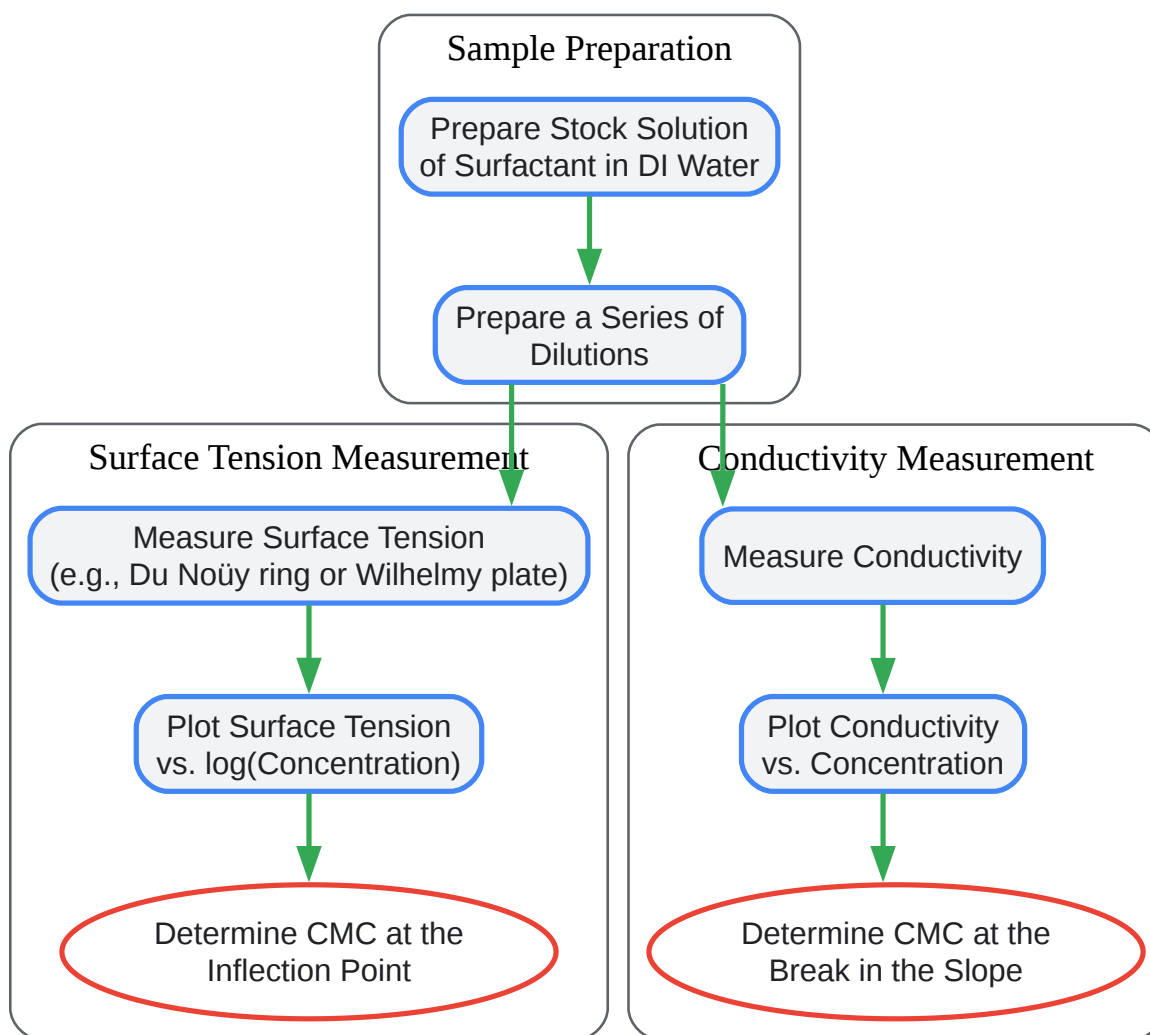 Sample Preparation
Prepare Stock Solution
of Surfactant in DI Water
Prepare a Series of
Dilutions
Surface Tension Measurement
Measure Surface Tension
(e.g., Du Noüy ring or Wilhelmy plate)
Plot Surface Tension
vs. log(Concentration)
Determine CMC at the
Inflection Point
Conductivity Measurement
Measure Conductivity
Plot Conductivity
vs. Concentration
Determine CMC at the
Break in the Slope